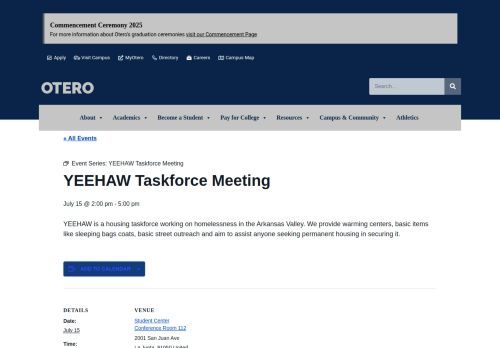 Commencement Ceremony 2025
For more information about Otero's graduation ceremonies visit our Commencement Page
Apply Visit Campus MyOtero Directory Careers Campus Map
OTERO
Search...
About Academics Become a Student Pay for College Resources Campus & Community Athletics
« All Events
Event Series: YEEHAW Taskforce Meeting
YEEHAW Taskforce Meeting
July 15 @ 2:00 pm - 5:00 pm
YEEHAW is a housing taskforce working on homelessness in the Arkansas Valley. We provide warming centers, basic items
like sleeping bags coats, basic street outreach and aim to assist anyone seeking permanent housing in securing it.
ADD TO CALENDAR
DETAILS
Date:
July 15
Time:
VENUE
Student Center
Conference Room 112
2001 San Juan Ave
La Junta, 81050 United